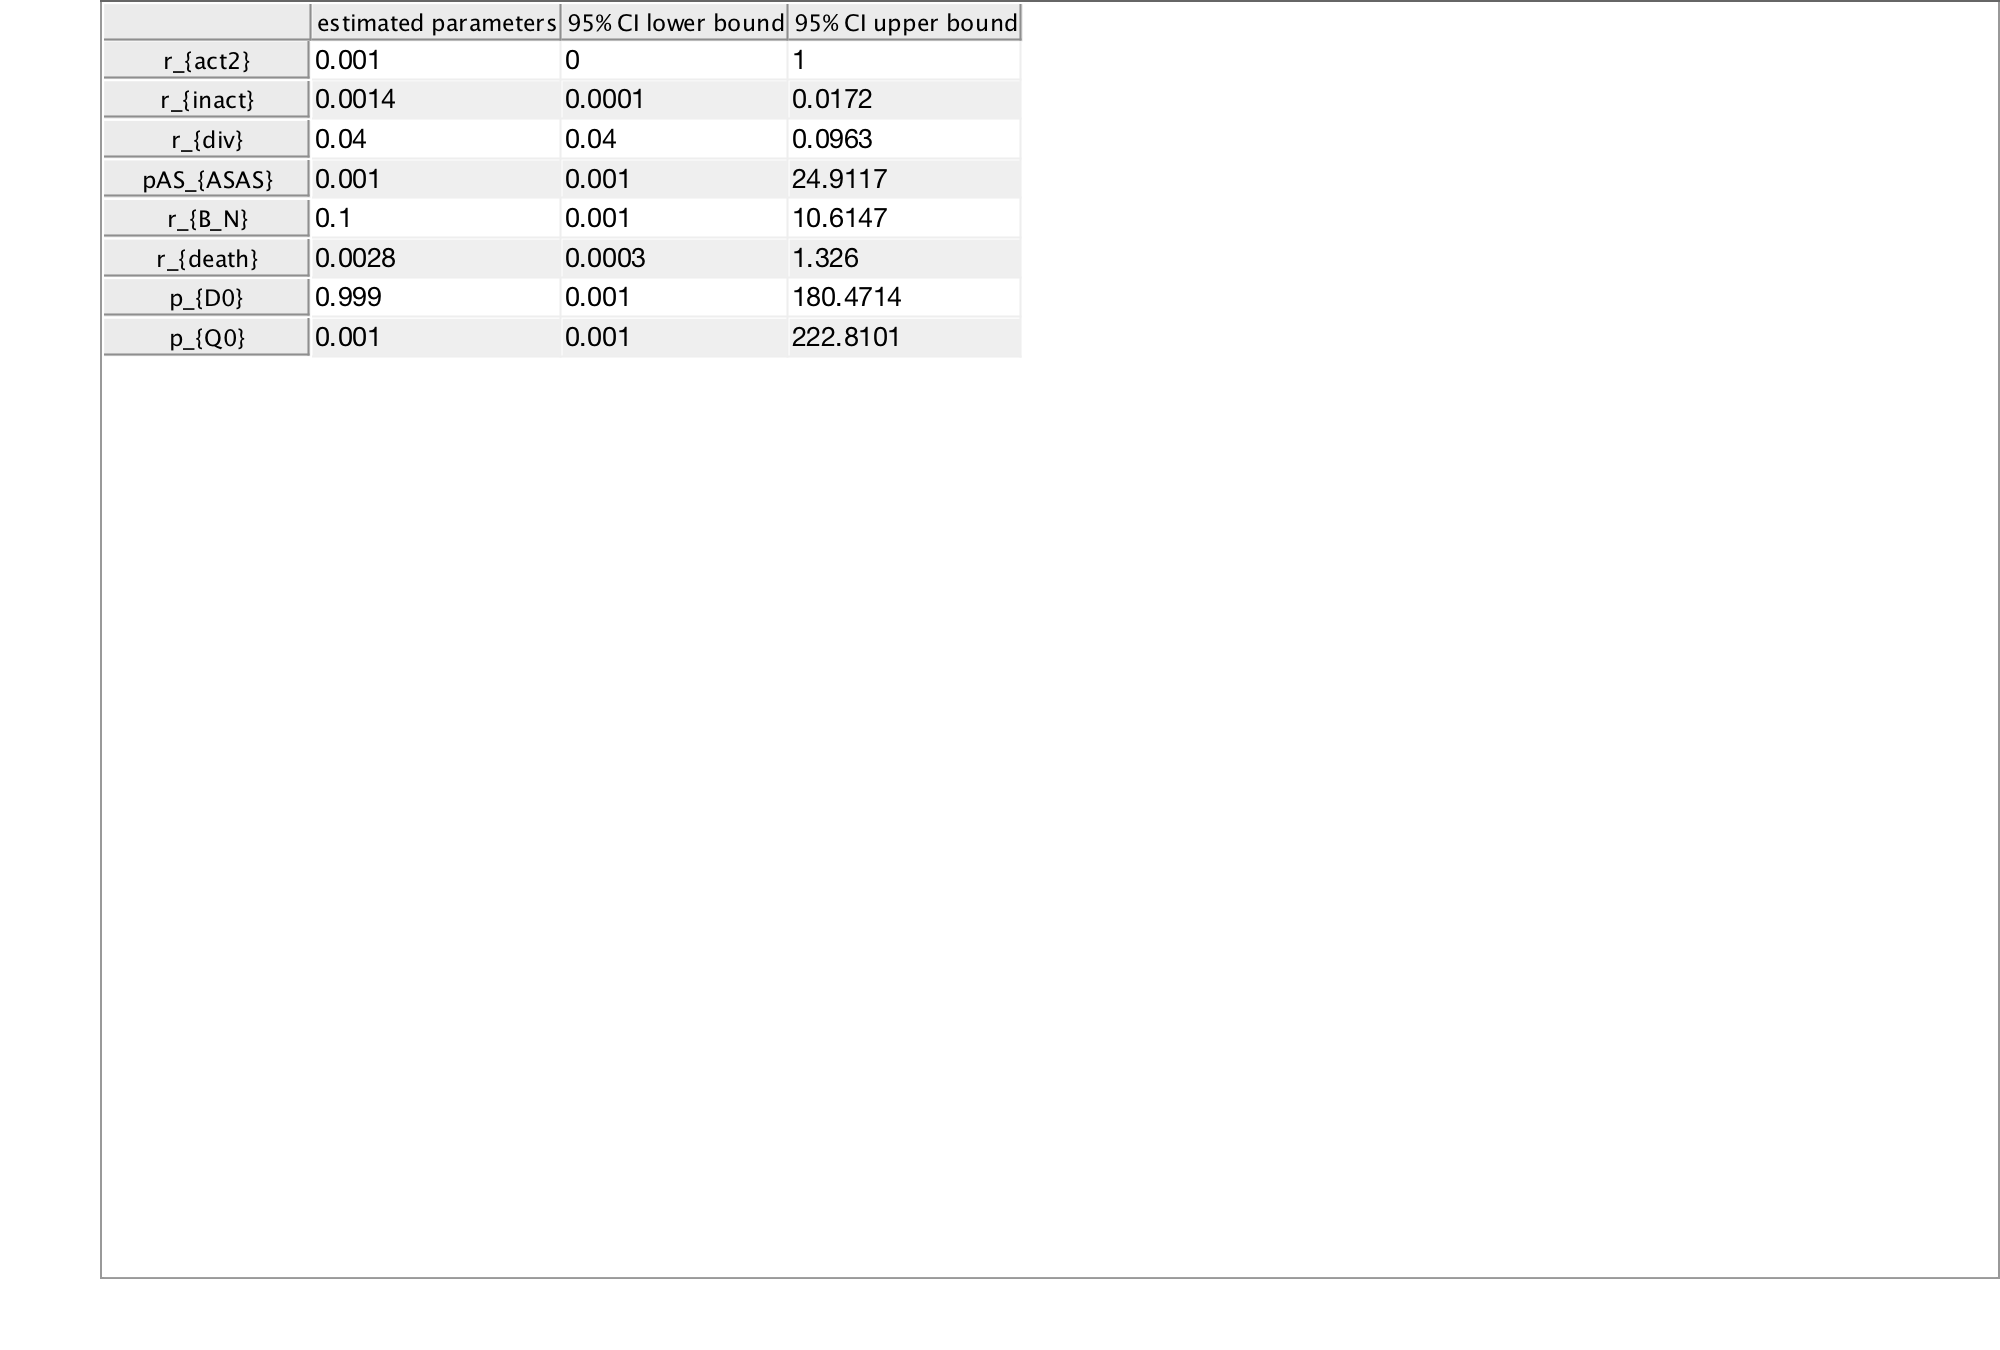 estimated parameters 95% CI lower bound 95% CI upper bound
r_{act2} 0.001 0 1
r_{inact} 0.0014 0.0001 0.0172
r_{div} 0.04 0.04 0.0963
pAS_{ASAS} 0.001 0.001 24.9117
r_{B_N} 0.1 0.001 10.6147
r_{death} 0.0028 0.0003 1.326
p_{D0} 0.999 0.001 180.4714
p_{Q0} 0.001 0.001 222.8101